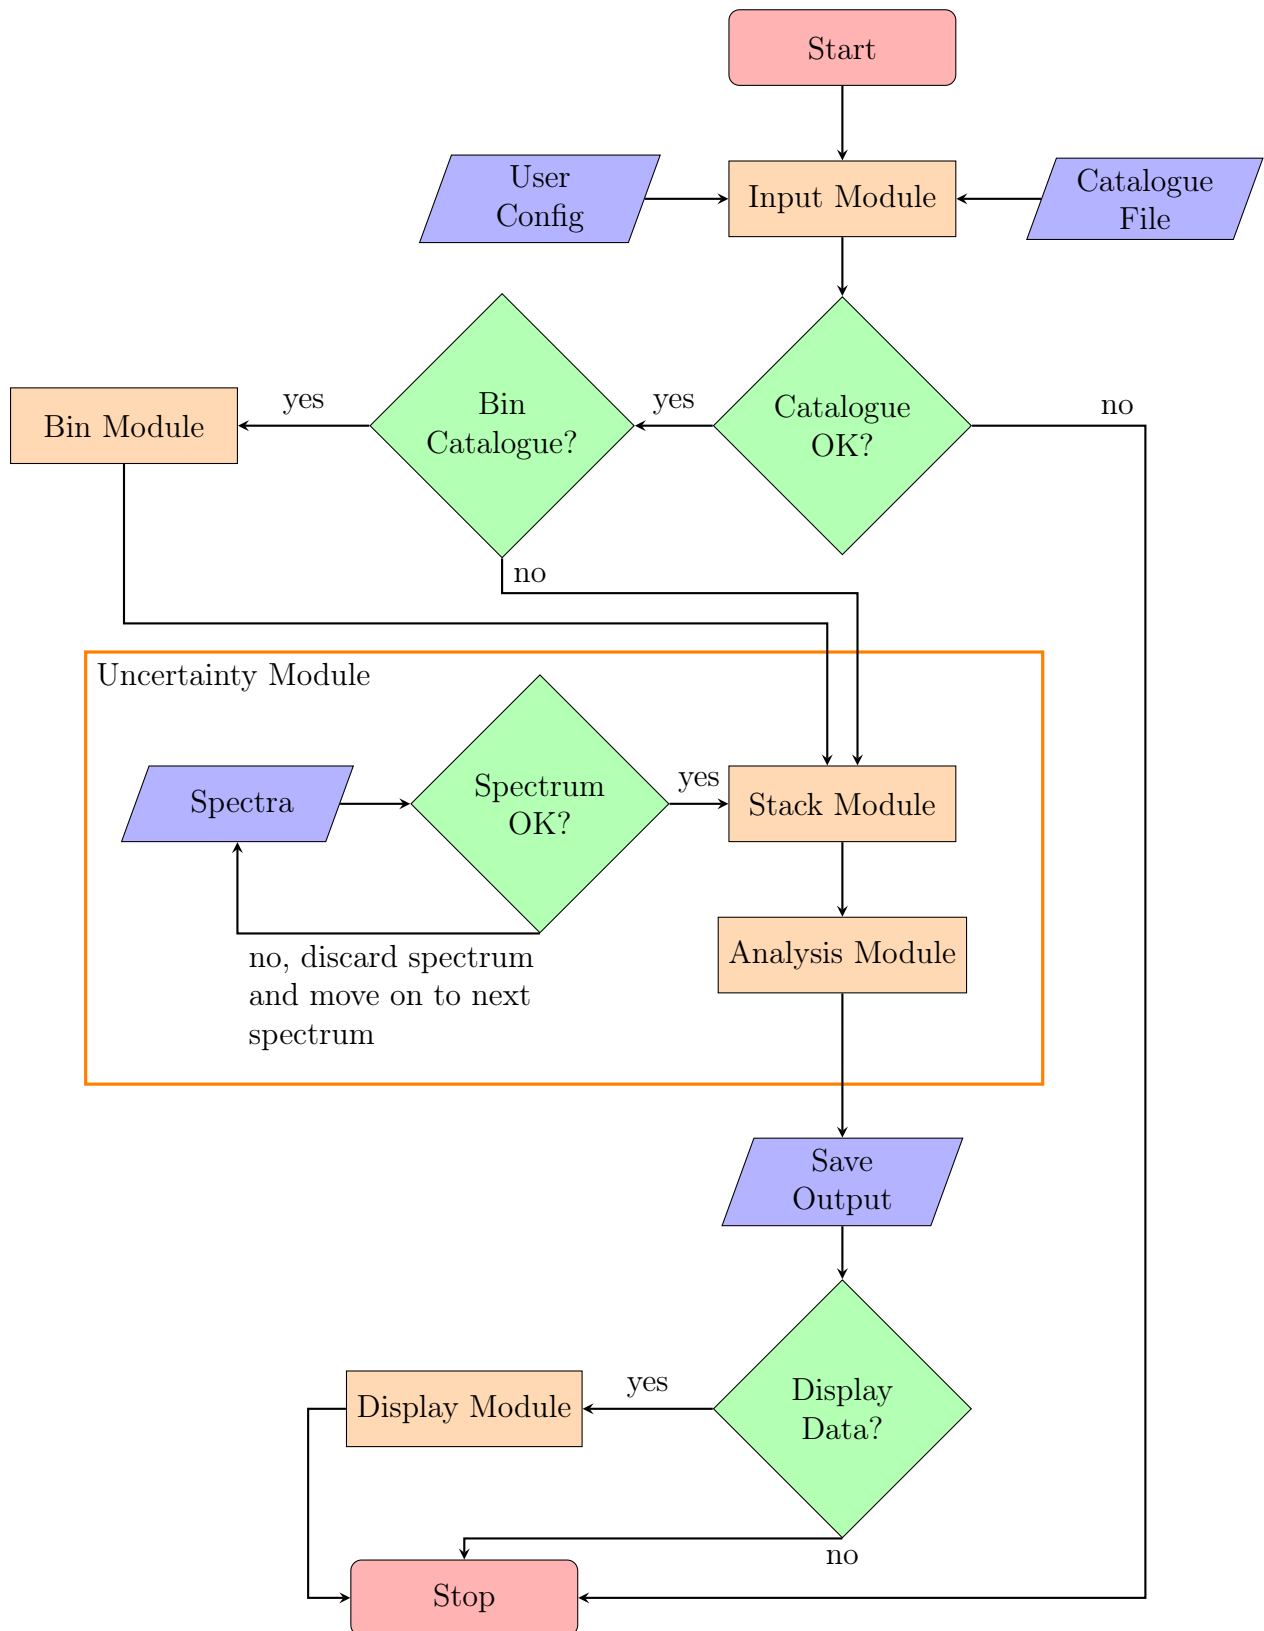 Start
User
Config
Input Module
Catalogue
File
Bin Module
yes
Bin
Catalogue?
yes
Catalogue
OK?
no
no
Uncertainty Module
Spectra
Spectrum
OK?
yes
Stack Module
no, discard spectrum
and move on to next
spectrum
Analysis Module
Save
Output
Display Module
yes
Display
Data?
no
Stop